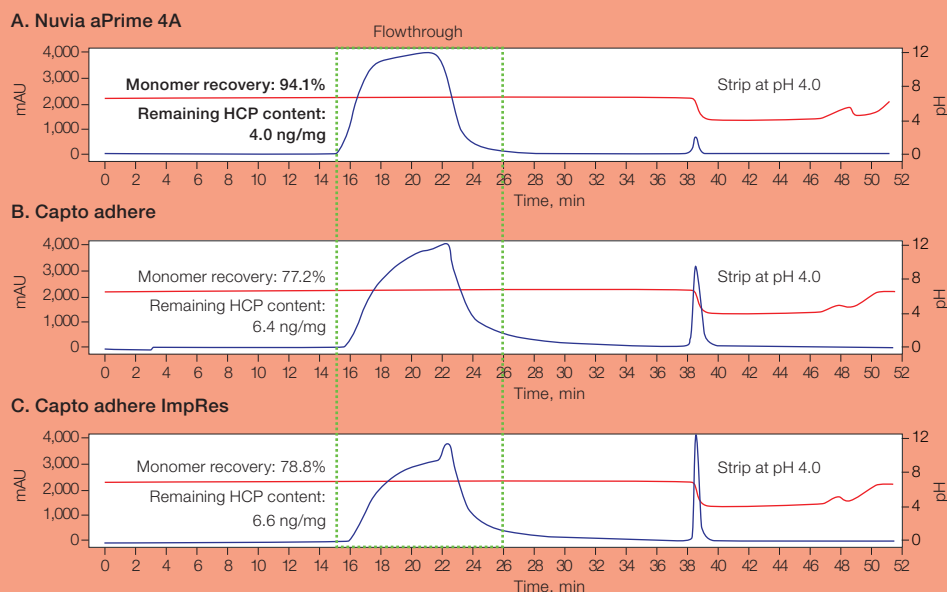 A. Nuvia aPrime 4A
Flowthrough
4,000
3,000
2,000
1,000
0
mAU
Monomer recovery: 94.1%
Remaining HCP content:
4.0 ng/mg
Strip at pH 4.0
12
8
4
0
pH
0 2 4 6 8 10 12 14 16 18 20 22 24 26 28 30 32 34 36 38 40 42 44 46 48 50 52
Time, min
B. Capto adhere
4,000
3,000
2,000
1,000
0
mAU
Monomer recovery: 77.2%
Remaining HCP content:
6.4 ng/mg
Strip at pH 4.0
12
8
4
0
pH
0 2 4 6 8 10 12 14 16 18 20 22 24 26 28 30 32 34 36 38 40 42 44 46 48 50 52
Time, min
C. Capto adhere ImpRes
4,000
3,000
2,000
1,000
0
mAU
Monomer recovery: 78.8%
Remaining HCP content:
6.6 ng/mg
Strip at pH 4.0
12
8
4
0
pH
0 2 4 6 8 10 12 14 16 18 20 22 24 26 28 30 32 34 36 38 40 42 44 46 48 50 52
Time, min